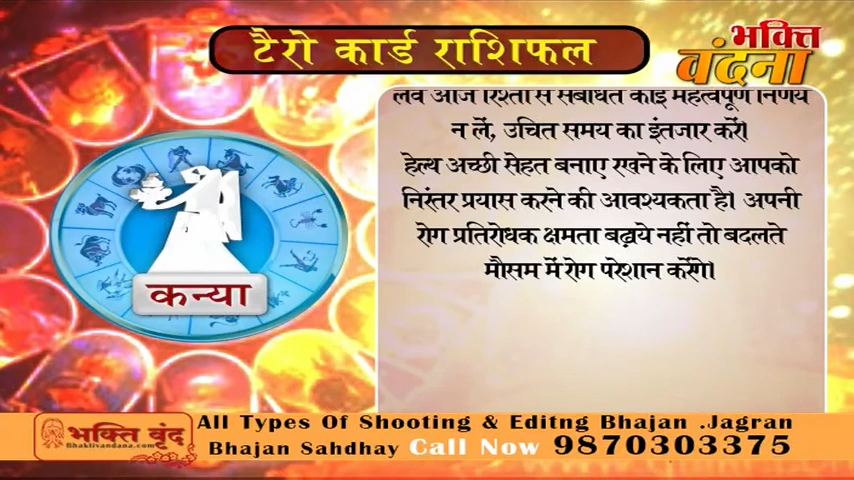 टैरो कार्ड राशिफल
भक्ति
वंदना
लव आज रिश्तों से संबंधित कोई महत्वपूर्ण निर्णय
न लें, उचित समय का इंतजार करें।
हेल्थ अच्छी सेहत बनाए रखने के लिए आपको
निरंतर प्रयास करने की आवश्यकता है। अपनी
रोग प्रतिरोधक क्षमता बढ़ाये नहीं तो बदलते
मौसम में रोग परेशान करेंगे।
कन्या
भक्ति वृंद
Bhaktivandana.com
All Types Of Shooting & Editng Bhajan .Jagran
Bhajan Sahdhay Call Now 9870303375